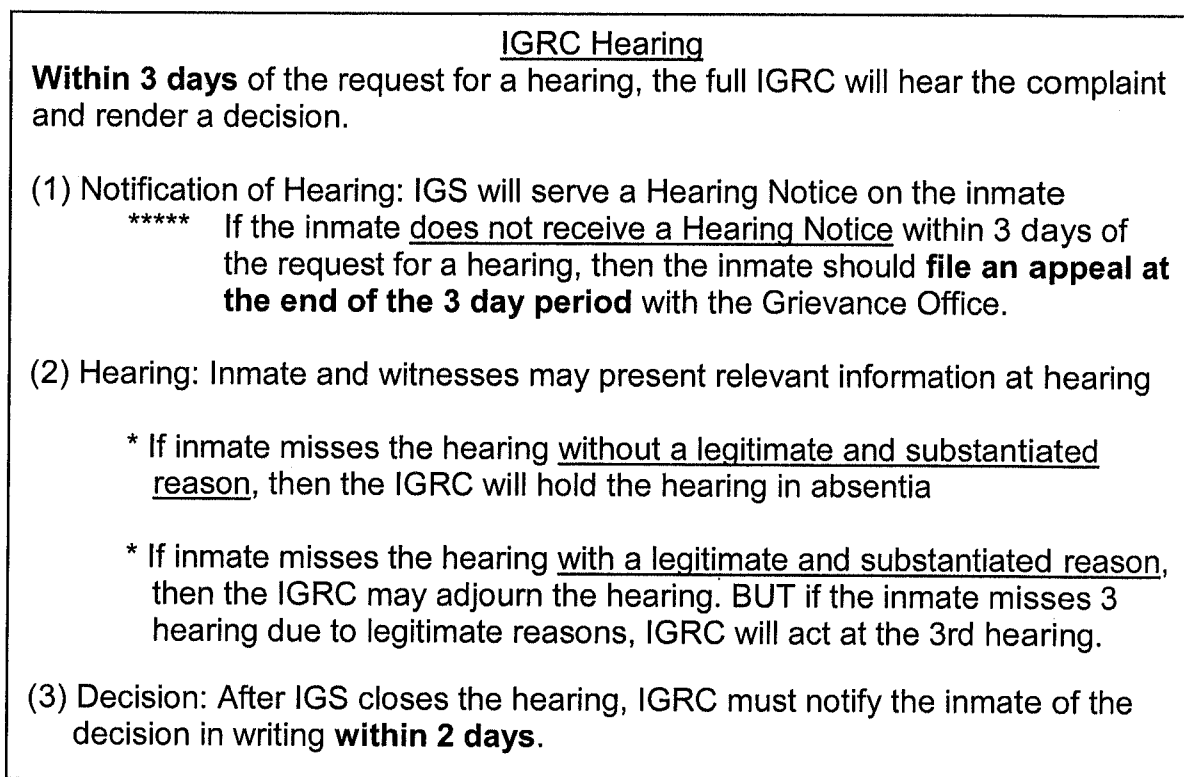 IGRC Hearing
Within 3 days of the request for a hearing, the full IGRC will hear the complaint
and render a decision.
(1) Notification of Hearing: IGS will serve a Hearing Notice on the inmate
***** If the inmate does not receive a Hearing Notice within 3 days of
the request for a hearing, then the inmate should file an appeal at
the end of the 3 day period with the Grievance Office.
(2) Hearing: Inmate and witnesses may present relevant information at hearing
* If inmate misses the hearing without a legitimate and substantiated
reason, then the IGRC will hold the hearing in absentia
* If inmate misses the hearing with a legitimate and substantiated reason,
then the IGRC may adjourn the hearing. BUT if the inmate misses 3
hearing due to legitimate reasons, IGRC will act at the 3rd hearing.
(3) Decision: After IGS closes the hearing, IGRC must notify the inmate of the
decision in writing within 2 days.